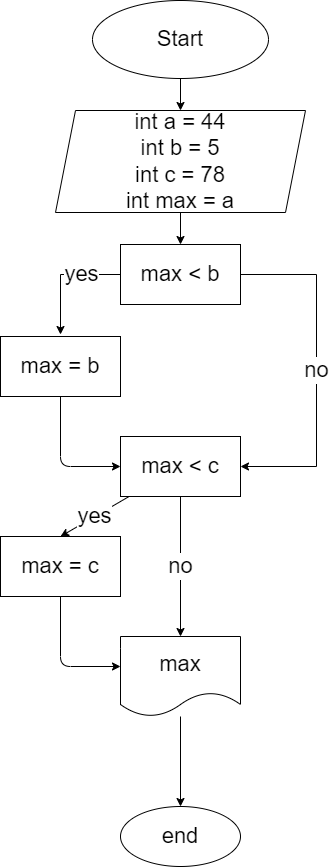 Start
int a = 44
int b = 5
int c = 78
int max = a
max < b
yes
max = b
no
max < c
yes
max = c
no
max
end